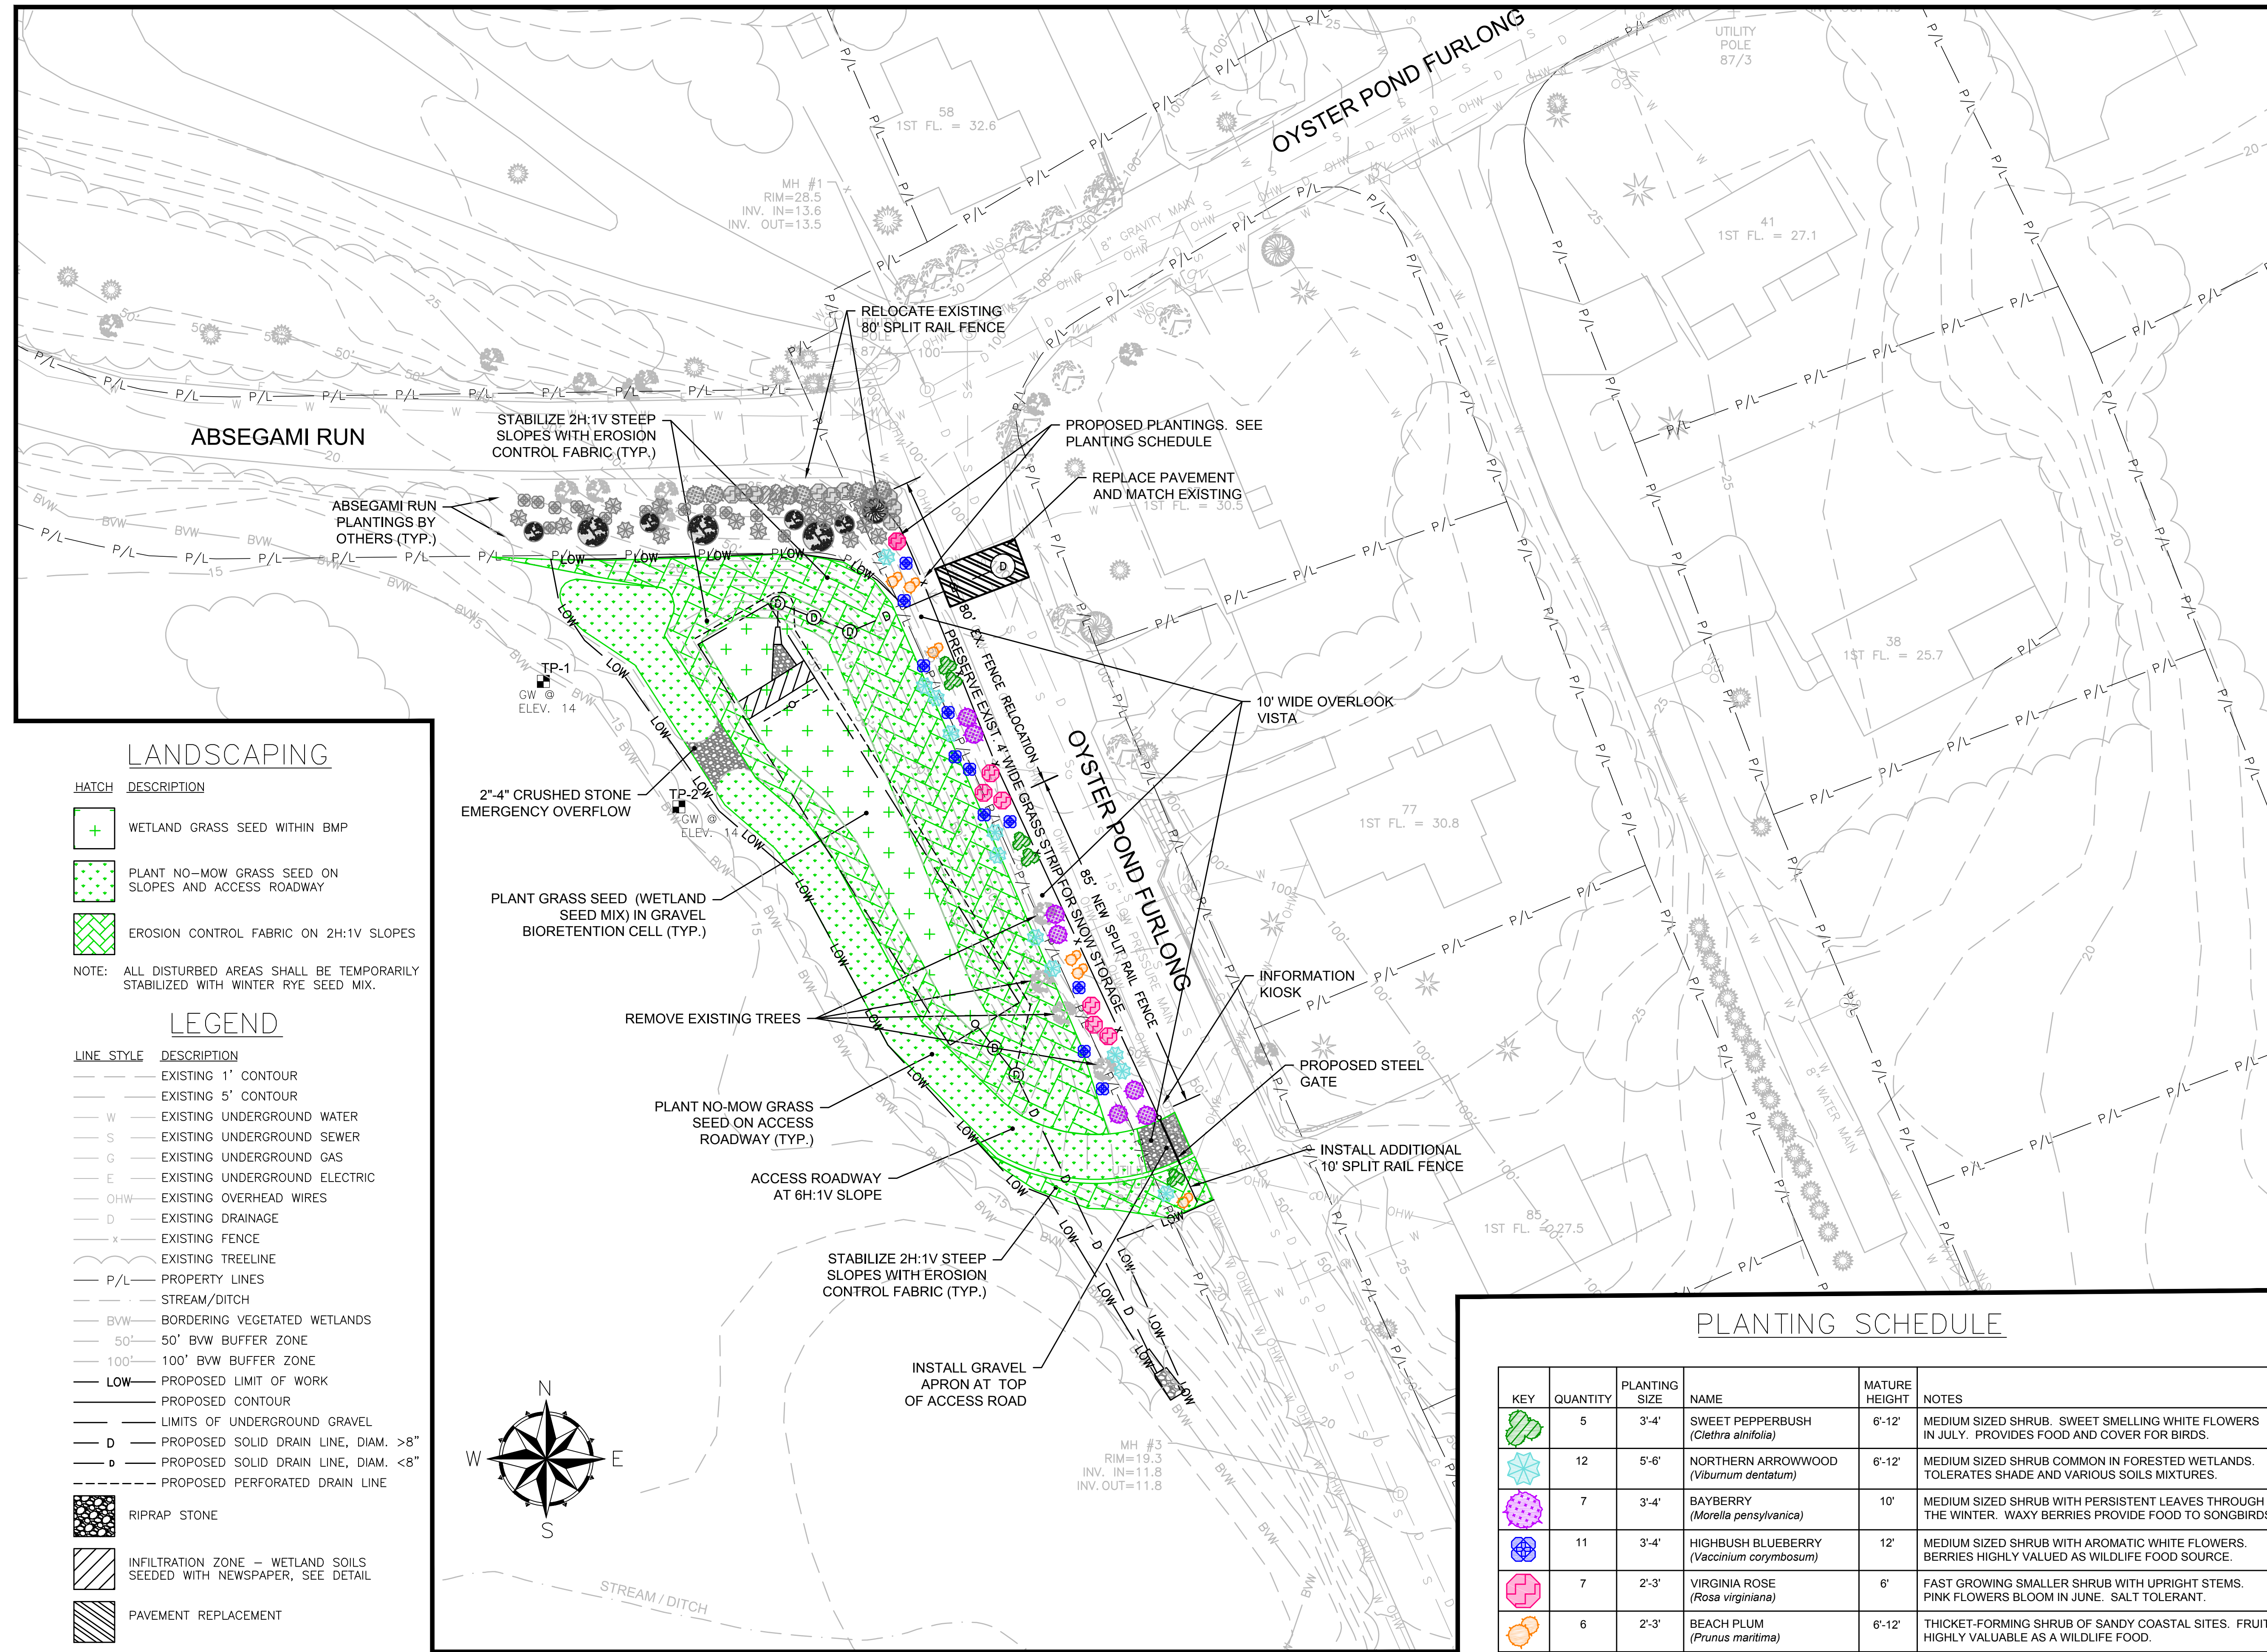 OYSTER POND FURLONG
UTILITY
POLE
87/3
58
1ST FL. = 32.6
MH #1
RIM=28.5
INV. IN=13.6
INV. OUT=13.5
8" GRAVITY MAIN
41
1ST FL. = 27.1
RELOCATE EXISTING
80' SPLIT RAIL FENCE
POLE
87/4
ABSEGAMI RUN
STABILIZE 2H:1V STEEP
SLOPES WITH EROSION
CONTROL FABRIC (TYP.)
PROPOSED PLANTINGS. SEE
PLANTING SCHEDULE
REPLACE PAVEMENT
AND MATCH EXISTING
1ST FL. = 30.5
ABSEGAMI RUN
PLANTINGS BY
OTHERS (TYP.)
38
1ST FL. = 25.7
TP-1
GW @
ELEV. 14
80' EX. FENCE RELOCATION
PRESERVE EXIST. 4' WIDE GRASS STRIP FOR SNOW STORAGE
10' WIDE OVERLOOK
VISTA
OYSTER POND FURLONG
2"-4" CRUSHED STONE
EMERGENCY OVERFLOW
TP-2
GW @
ELEV. 14
77
1ST FL. = 30.8
85' NEW SPLIT RAIL FENCE
1.5" LOW PRESSURE MAIN
PLANT GRASS SEED (WETLAND
SEED MIX) IN GRAVEL
BIORETENTION CELL (TYP.)
INFORMATION
KIOSK
REMOVE EXISTING TREES
PROPOSED STEEL
GATE
8" WATER MAIN
PLANT NO-MOW GRASS
SEED ON ACCESS
ROADWAY (TYP.)
INSTALL ADDITIONAL
10' SPLIT RAIL FENCE
ACCESS ROADWAY
AT 6H:1V SLOPE
85
1ST FL. = 27.5
STABILIZE 2H:1V STEEP
SLOPES WITH EROSION
CONTROL FABRIC (TYP.)
INSTALL GRAVEL
APRON AT TOP
OF ACCESS ROAD
MH #3
RIM=19.3
INV. IN=11.8
INV. OUT=11.8
STREAM / DITCH
N
W E
S
LANDSCAPING
HATCH DESCRIPTION
WETLAND GRASS SEED WITHIN BMP
PLANT NO-MOW GRASS SEED ON
SLOPES AND ACCESS ROADWAY
EROSION CONTROL FABRIC ON 2H:1V SLOPES
NOTE: ALL DISTURBED AREAS SHALL BE TEMPORARILY
STABILIZED WITH WINTER RYE SEED MIX.
LEGEND
LINE STYLE DESCRIPTION
EXISTING 1' CONTOUR
EXISTING 5' CONTOUR
W EXISTING UNDERGROUND WATER
S EXISTING UNDERGROUND SEWER
G EXISTING UNDERGROUND GAS
E EXISTING UNDERGROUND ELECTRIC
OHW EXISTING OVERHEAD WIRES
D EXISTING DRAINAGE
x EXISTING FENCE
EXISTING TREELINE
P/L PROPERTY LINES
STREAM/DITCH
BVW BORDERING VEGETATED WETLANDS
50' 50' BVW BUFFER ZONE
100' 100' BVW BUFFER ZONE
LOW PROPOSED LIMIT OF WORK
PROPOSED CONTOUR
LIMITS OF UNDERGROUND GRAVEL
D PROPOSED SOLID DRAIN LINE, DIAM. >8"
D PROPOSED SOLID DRAIN LINE, DIAM. <8"
PROPOSED PERFORATED DRAIN LINE
RIPRAP STONE
INFILTRATION ZONE – WETLAND SOILS
SEEDED WITH NEWSPAPER, SEE DETAIL
PAVEMENT REPLACEMENT
PLANTING SCHEDULE
KEY QUANTITY PLANTING SIZE NAME MATURE HEIGHT NOTES
5 3'-4' SWEET PEPPERBUSH 6'-12' MEDIUM SIZED SHRUB. SWEET SMELLING WHITE FLOWERS
(Clethra alnifolia) IN JULY. PROVIDES FOOD AND COVER FOR BIRDS.
12 5'-6' NORTHERN ARROWWOOD 6'-12' MEDIUM SIZED SHRUB COMMON IN FORESTED WETLANDS.
(Viburnum dentatum) TOLERATES SHADE AND VARIOUS SOILS MIXTURES.
7 3'-4' BAYBERRY 10' MEDIUM SIZED SHRUB WITH PERSISTENT LEAVES THROUGH
(Morella pensylvanica) THE WINTER. WAXY BERRIES PROVIDE FOOD TO SONGBIRDS
11 3'-4' HIGHBUSH BLUEBERRY 12' MEDIUM SIZED SHRUB WITH AROMATIC WHITE FLOWERS.
(Vaccinium corymbosum) BERRIES HIGHLY VALUED AS WILDLIFE FOOD SOURCE.
7 2'-3' VIRGINIA ROSE 6' FAST GROWING SMALLER SHRUB WITH UPRIGHT STEMS.
(Rosa virginiana) PINK FLOWERS BLOOM IN JUNE. SALT TOLERANT.
6 2'-3' BEACH PLUM 6'-12' THICKET-FORMING SHRUB OF SANDY COASTAL SITES. FRUIT
(Prunus maritima) HIGHLY VALUABLE AS A WILDLIFE FOOD.